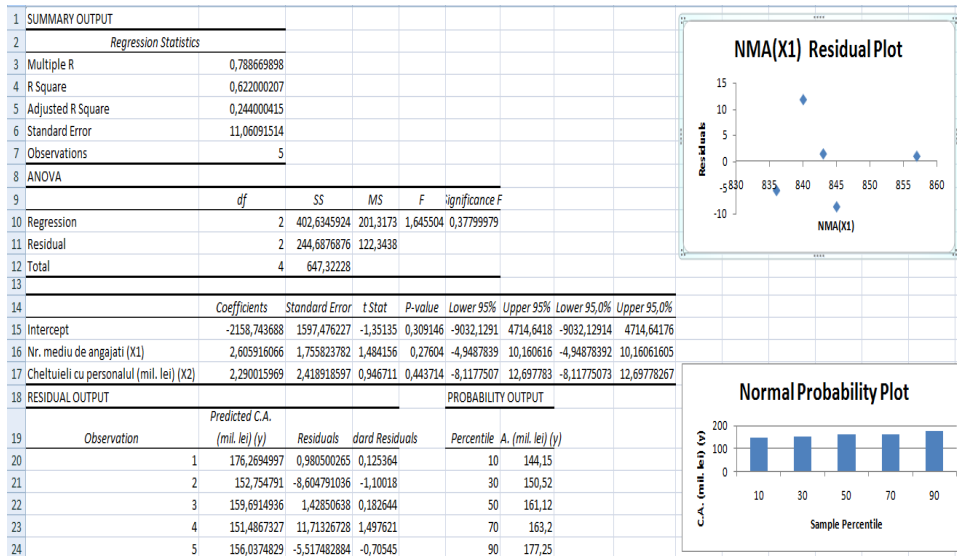 1 SUMMARY OUTPUT
2 Regression Statistics
3 Multiple R 0,788669898
4 R Square 0,622000207
5 Adjusted R Square 0,244000415
6 Standard Error 11,06091514
7 Observations 5
8 ANOVA
9 df SS MS F ignificance F
10 Regression 2 402,6345924 201,3173 1,645504 0,37799979
11 Residual 2 244,6876876 122,3438
12 Total 4 647,32228
13
14 Coefficients Standard Error t Stat P-value Lower 95% Upper 95% Lower 95,0% Upper 95,0%
15 Intercept -2158,743688 1597,476227 -1,35135 0,309146 -9032,1291 4714,6418 -9032,12914 4714,64176
16 Nr. mediu de angajati (X1) 2,605916066 1,755823782 1,484156 0,27604 -4,9487839 10,160616 -4,94878392 10,16061605
17 Cheltuieli cu personalul (mil. lei) (X2) 2,290015969 2,418918597 0,946711 0,443714 -8,1177507 12,697783 -8,11775073 12,69778267
18 RESIDUAL OUTPUT PROBABILITY OUTPUT
19 Observation Predicted C.A. (mil. lei) (y) Residuals dard Residuals Percentile A. (mil. lei) (y)
20 1 176,2694997 0,980500265 0,125364 10 144,15
21 2 152,754791 -8,604791036 -1,10018 30 150,52
22 3 159,6914936 1,42850638 0,182644 50 161,12
23 4 151,4867327 11,71326728 1,497621 70 163,2
24 5 156,0374829 -5,517482884 -0,70545 90 177,25
NMA(X1) Residual Plot
Residuals
15
10
5
0
-5
-10
830 835 840 845 850 855 860
NMA(X1)
Normal Probability Plot
C.A. (mil. lei) (y)
200
100
0
10 30 50 70 90
Sample Percentile